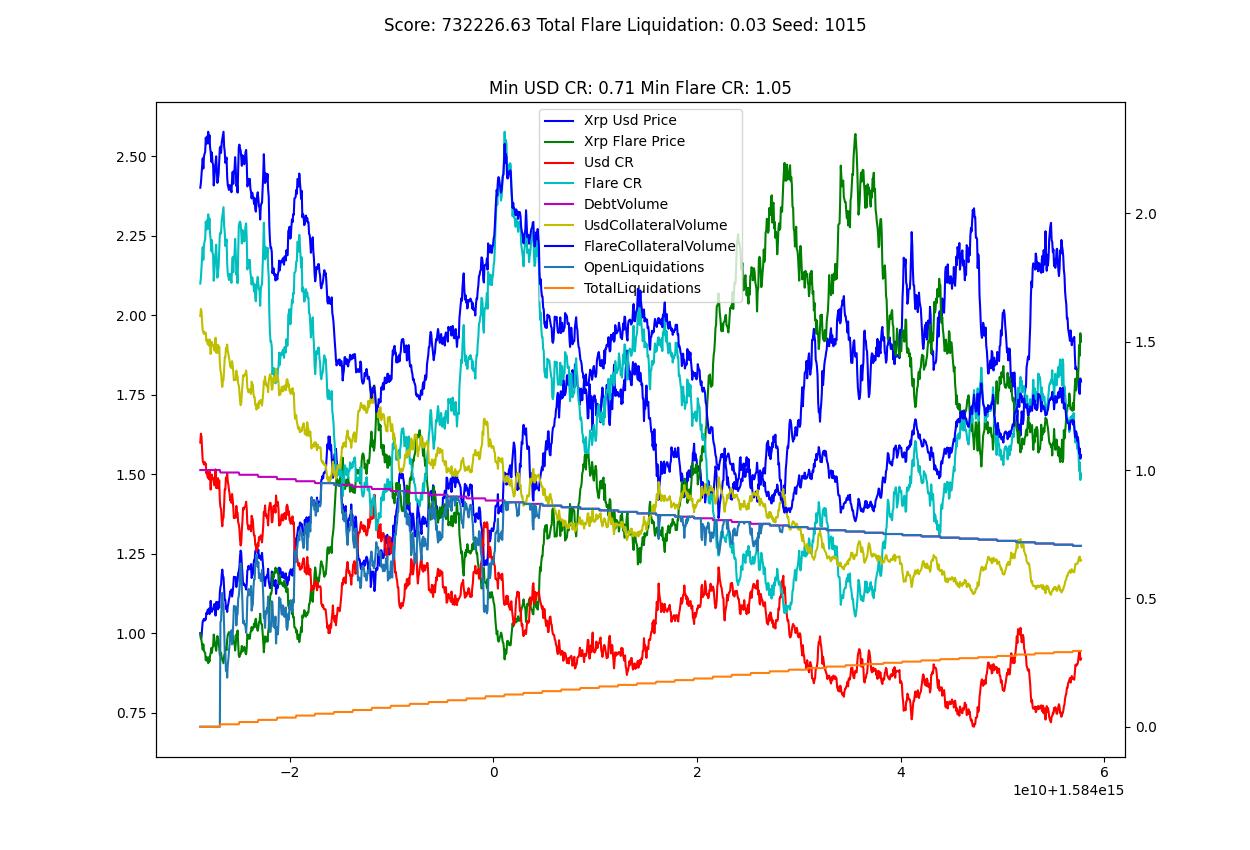 Score: 732226.63 Total Flare Liquidation: 0.03 Seed: 1015
Min USD CR: 0.71 Min Flare CR: 1.05
Xrp Usd Price
Xrp Flare Price
Usd CR
Flare CR
DebtVolume
UsdCollateralVolume
FlareCollateralVolume
OpenLiquidations
TotalLiquidations
2.50
2.25
2.00
1.75
1.50
1.25
1.00
0.75
2.0
1.5
1.0
0.5
0.0
−2 0 2 4 6
1e10+1.584e15